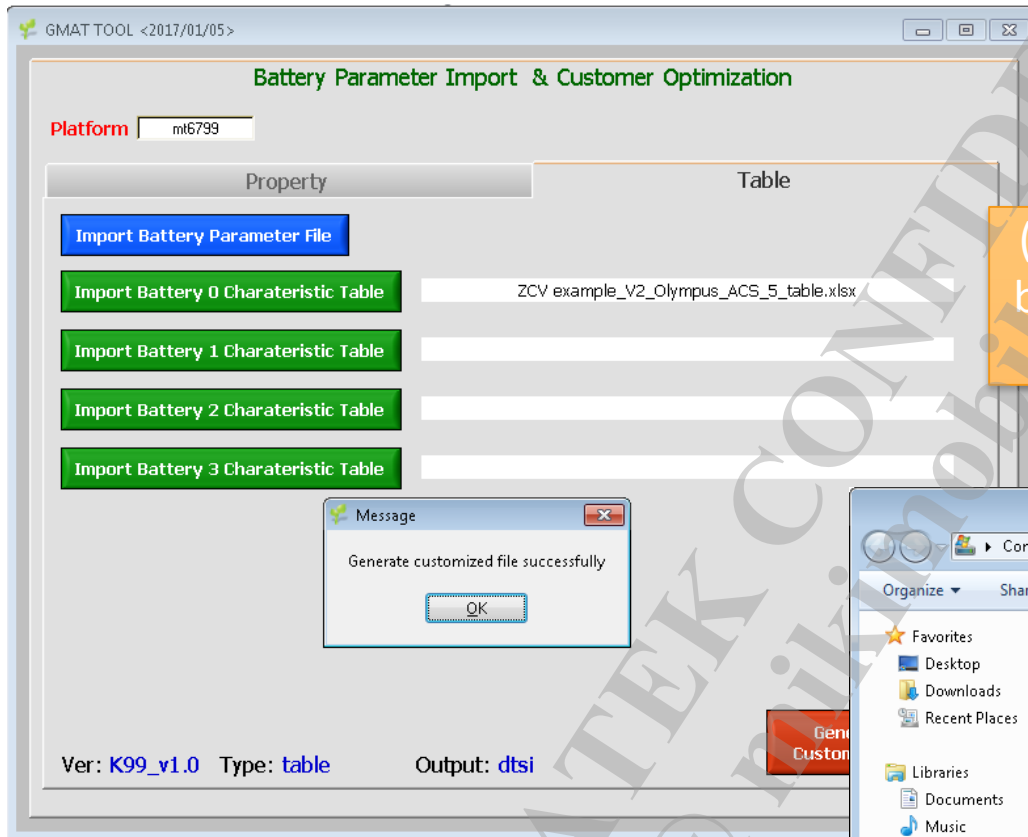 GMAT TOOL <2017/01/05>
Battery Parameter Import & Customer Optimization
Platform mt6799
Property Table
Import Battery Parameter File
Import Battery 0 Charateristic Table ZCV example_V2_Olympus_ACS_5_table.xlsx
Import Battery 1 Charateristic Table
Import Battery 2 Charateristic Table
Import Battery 3 Charateristic Table
Message
Generate customized file successfully
OK
Ver: K99_v1.0 Type: table Output: dtsi
Organize
Favorites
Desktop
Downloads
Recent Places
Libraries
Documents
Music